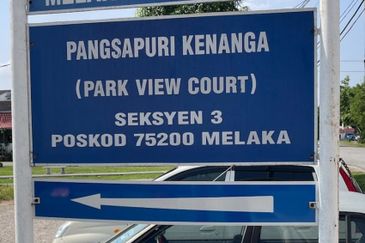 PANGSAPURI KENANGA
(PARK VIEW COURT)
SEKSYEN 3
POSKOD 75200 MELAKA